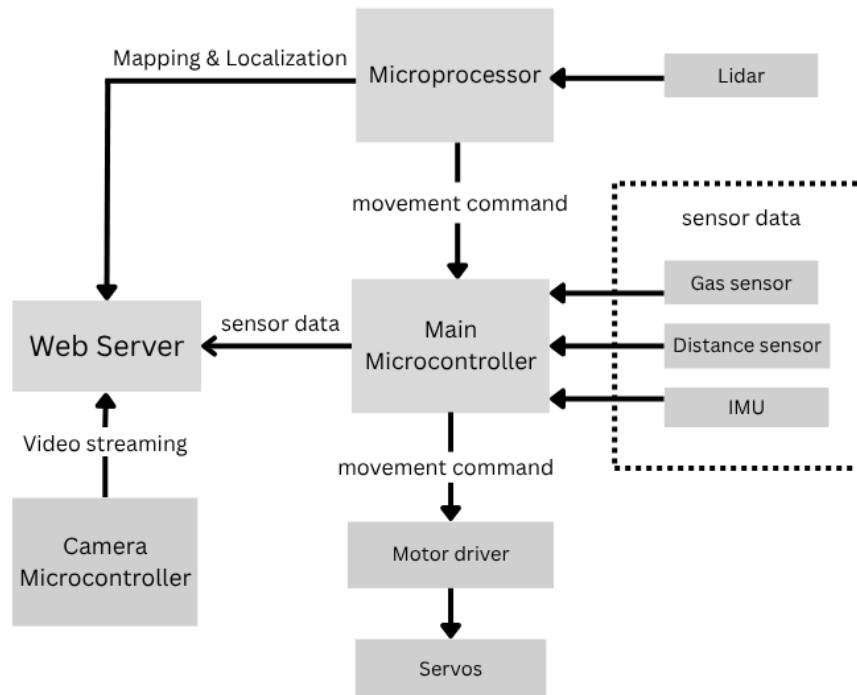 Mapping & Localization
Microprocessor
Lidar
movement command
sensor data
Gas sensor
sensor data
Main
Microcontroller
Web Server
Distance sensor
IMU
Video streaming
movement command
Camera
Microcontroller
Motor driver
Servos